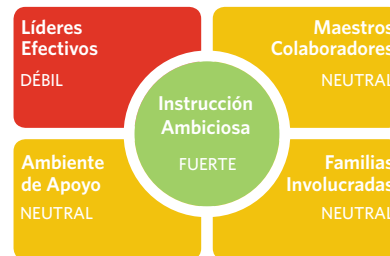 Líderes
Efectivos
DÉBIL
Maestros
Colaboradores
NEUTRAL
Instrucción
Ambiciosa
FUERTE
Ambiente
de Apoyo
NEUTRAL
Familias
Involucradas
NEUTRAL